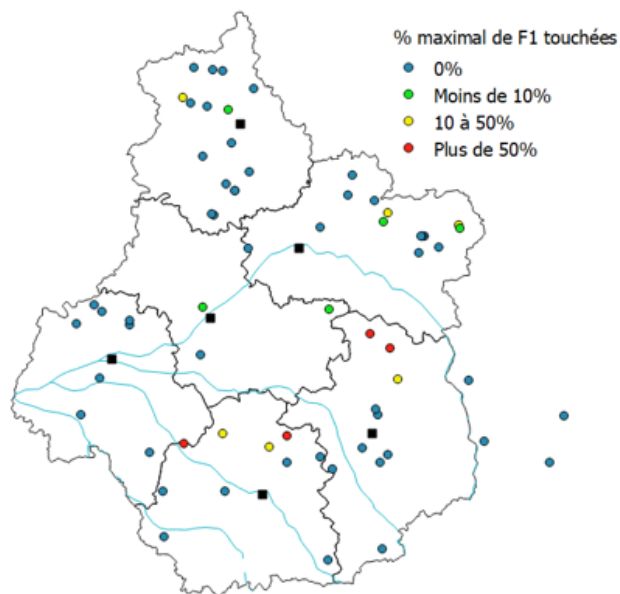 % maximal de F1 touchées
0%
Moins de 10%
10 à 50%
Plus de 50%